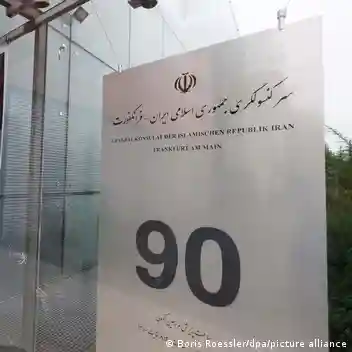 سرکنسولگری جمهوری اسلامی ایران - فرانکفورت
GENERALKONSULAT DER ISLAMISCHEN REPUBLIK IRAN
FRANKFURT AM MAIN
90
© Boris Roessler/dpa/picture alliance